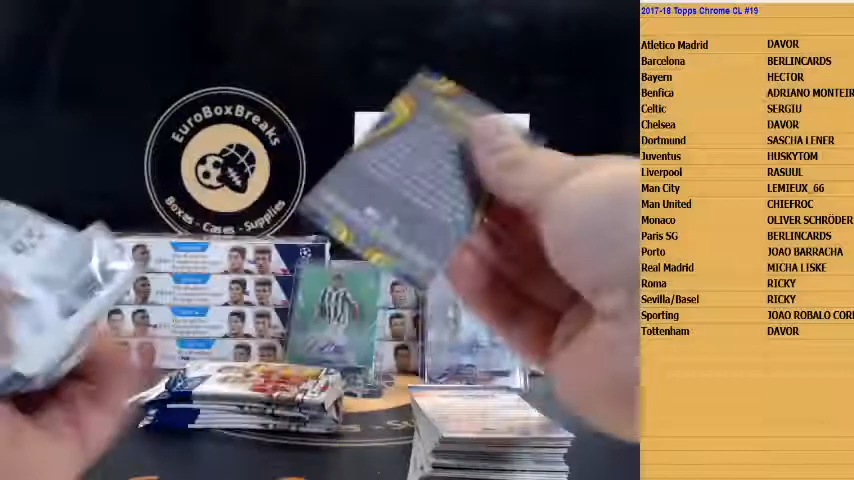 2017-18 Topps Chrome CL #19
Atletico Madrid DAVOR
Barcelona BERLINCARDS
Bayern HECTOR
Benfica ADRIANO MONTEIR
Celtic SERGIU
Chelsea DAVOR
Dortmund SASCHA LENER
Juventus HUSKYTOM
Liverpool RASUUL
Man City LEMIEUX_66
Man United CHIEFROC
Monaco OLIVER SCHRÖDER
Paris SG BERLINCARDS
Porto JOAO BARRACHA
Real Madrid MICHA LISKE
Roma RICKY
Sevilla/Basel RICKY
Sporting JOAO ROBALO COR
Tottenham DAVOR
EuroBoxBreaks
Boxes - Cases - Supplies